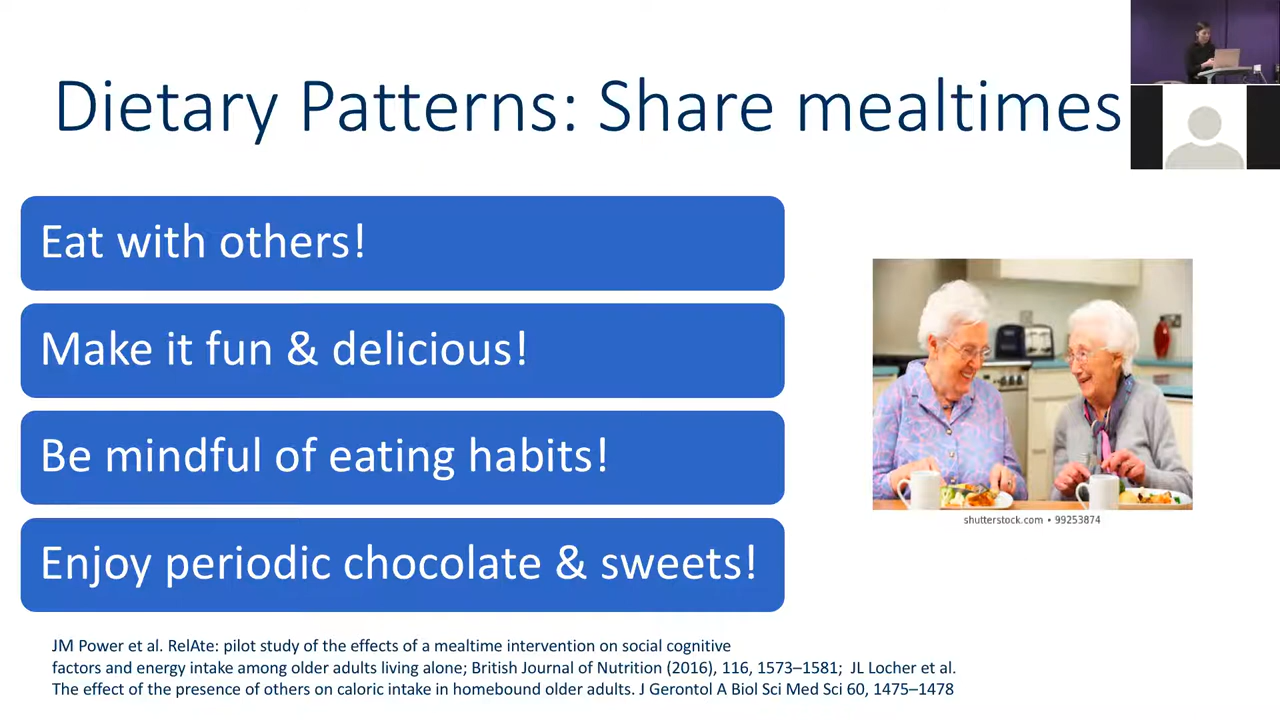 Dietary Patterns: Share mealtimes
Eat with others!
Make it fun & delicious!
Be mindful of eating habits!
Enjoy periodic chocolate & sweets!
shutterstock.com • 99253874
JM Power et al. RelAte: pilot study of the effects of a mealtime intervention on social cognitive
factors and energy intake among older adults living alone; British Journal of Nutrition (2016), 116, 1573–1581;  JL Locher et al.
The effect of the presence of others on caloric intake in homebound older adults. J Gerontol A Biol Sci Med Sci 60, 1475–1478